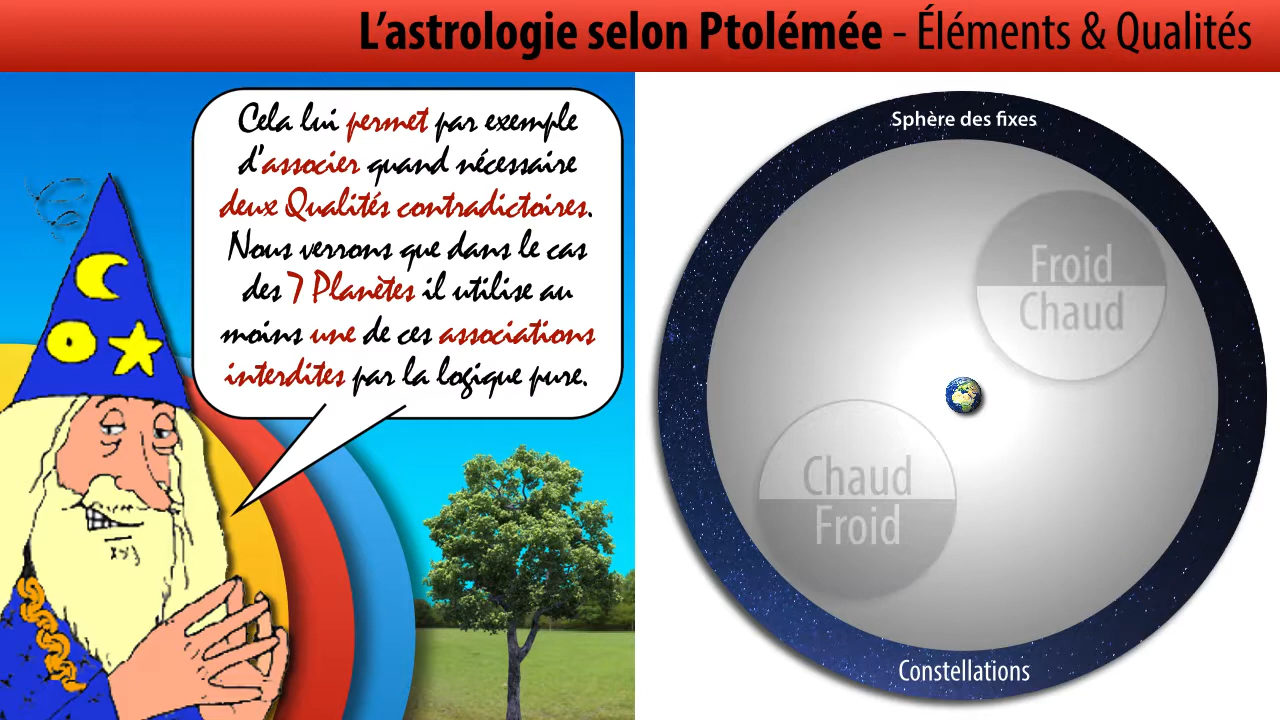 L'astrologie selon Ptolémée - Éléments & Qualités
Cela lui permet par exemple
d'associer quand nécessaire
deux Qualités contradictoires.
Nous verrons que dans le cas
des 7 Planètes il utilise au
moins une de ces associations
interdites par la logique pure.
Sphère des fixes
Froid
Chaud
Chaud
Froid
Constellations